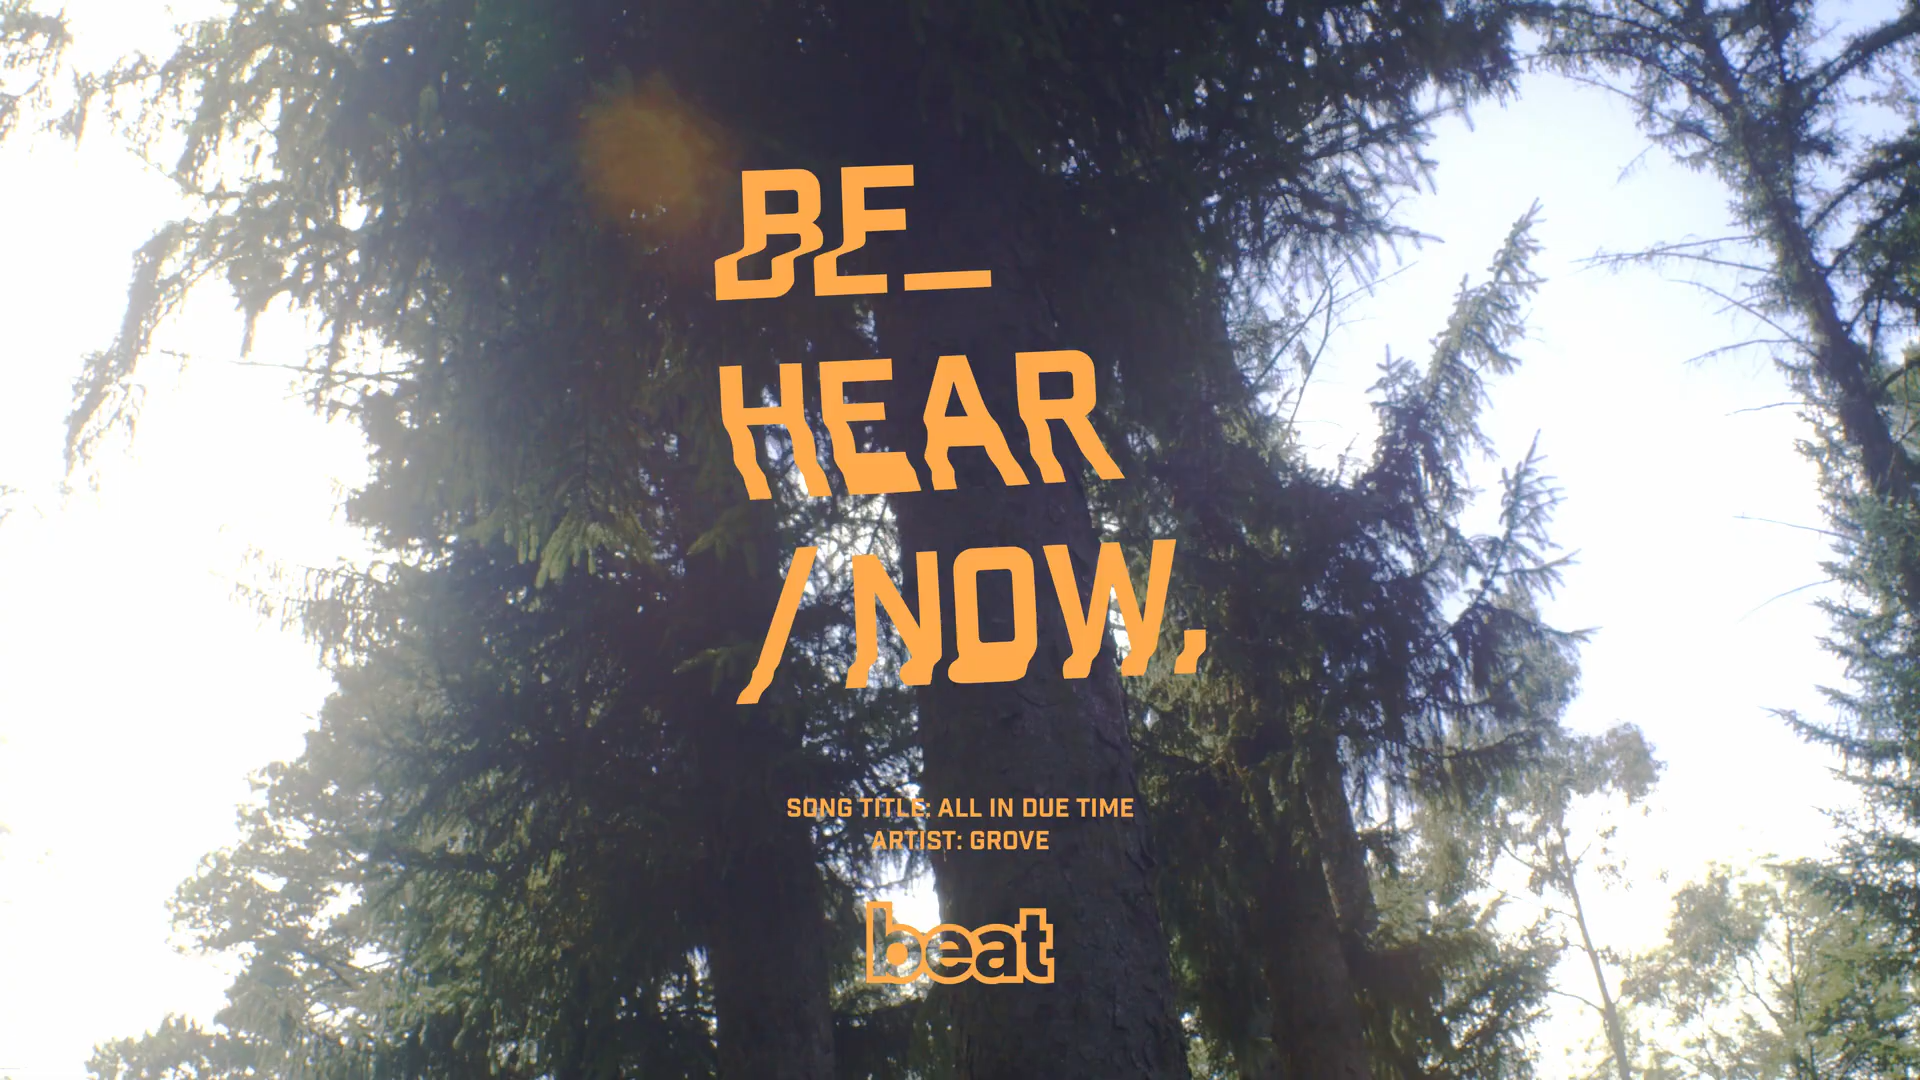 BE_
HEAR
/NOW.
SONG TITLE: ALL IN DUE TIME
ARTIST: GROVE
beat